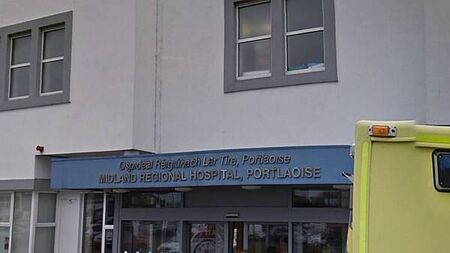 Ospidéal Réigiúnach Lár Tíre, Portlaoise
MIDLAND REGIONAL HOSPITAL, PORTLAOISE